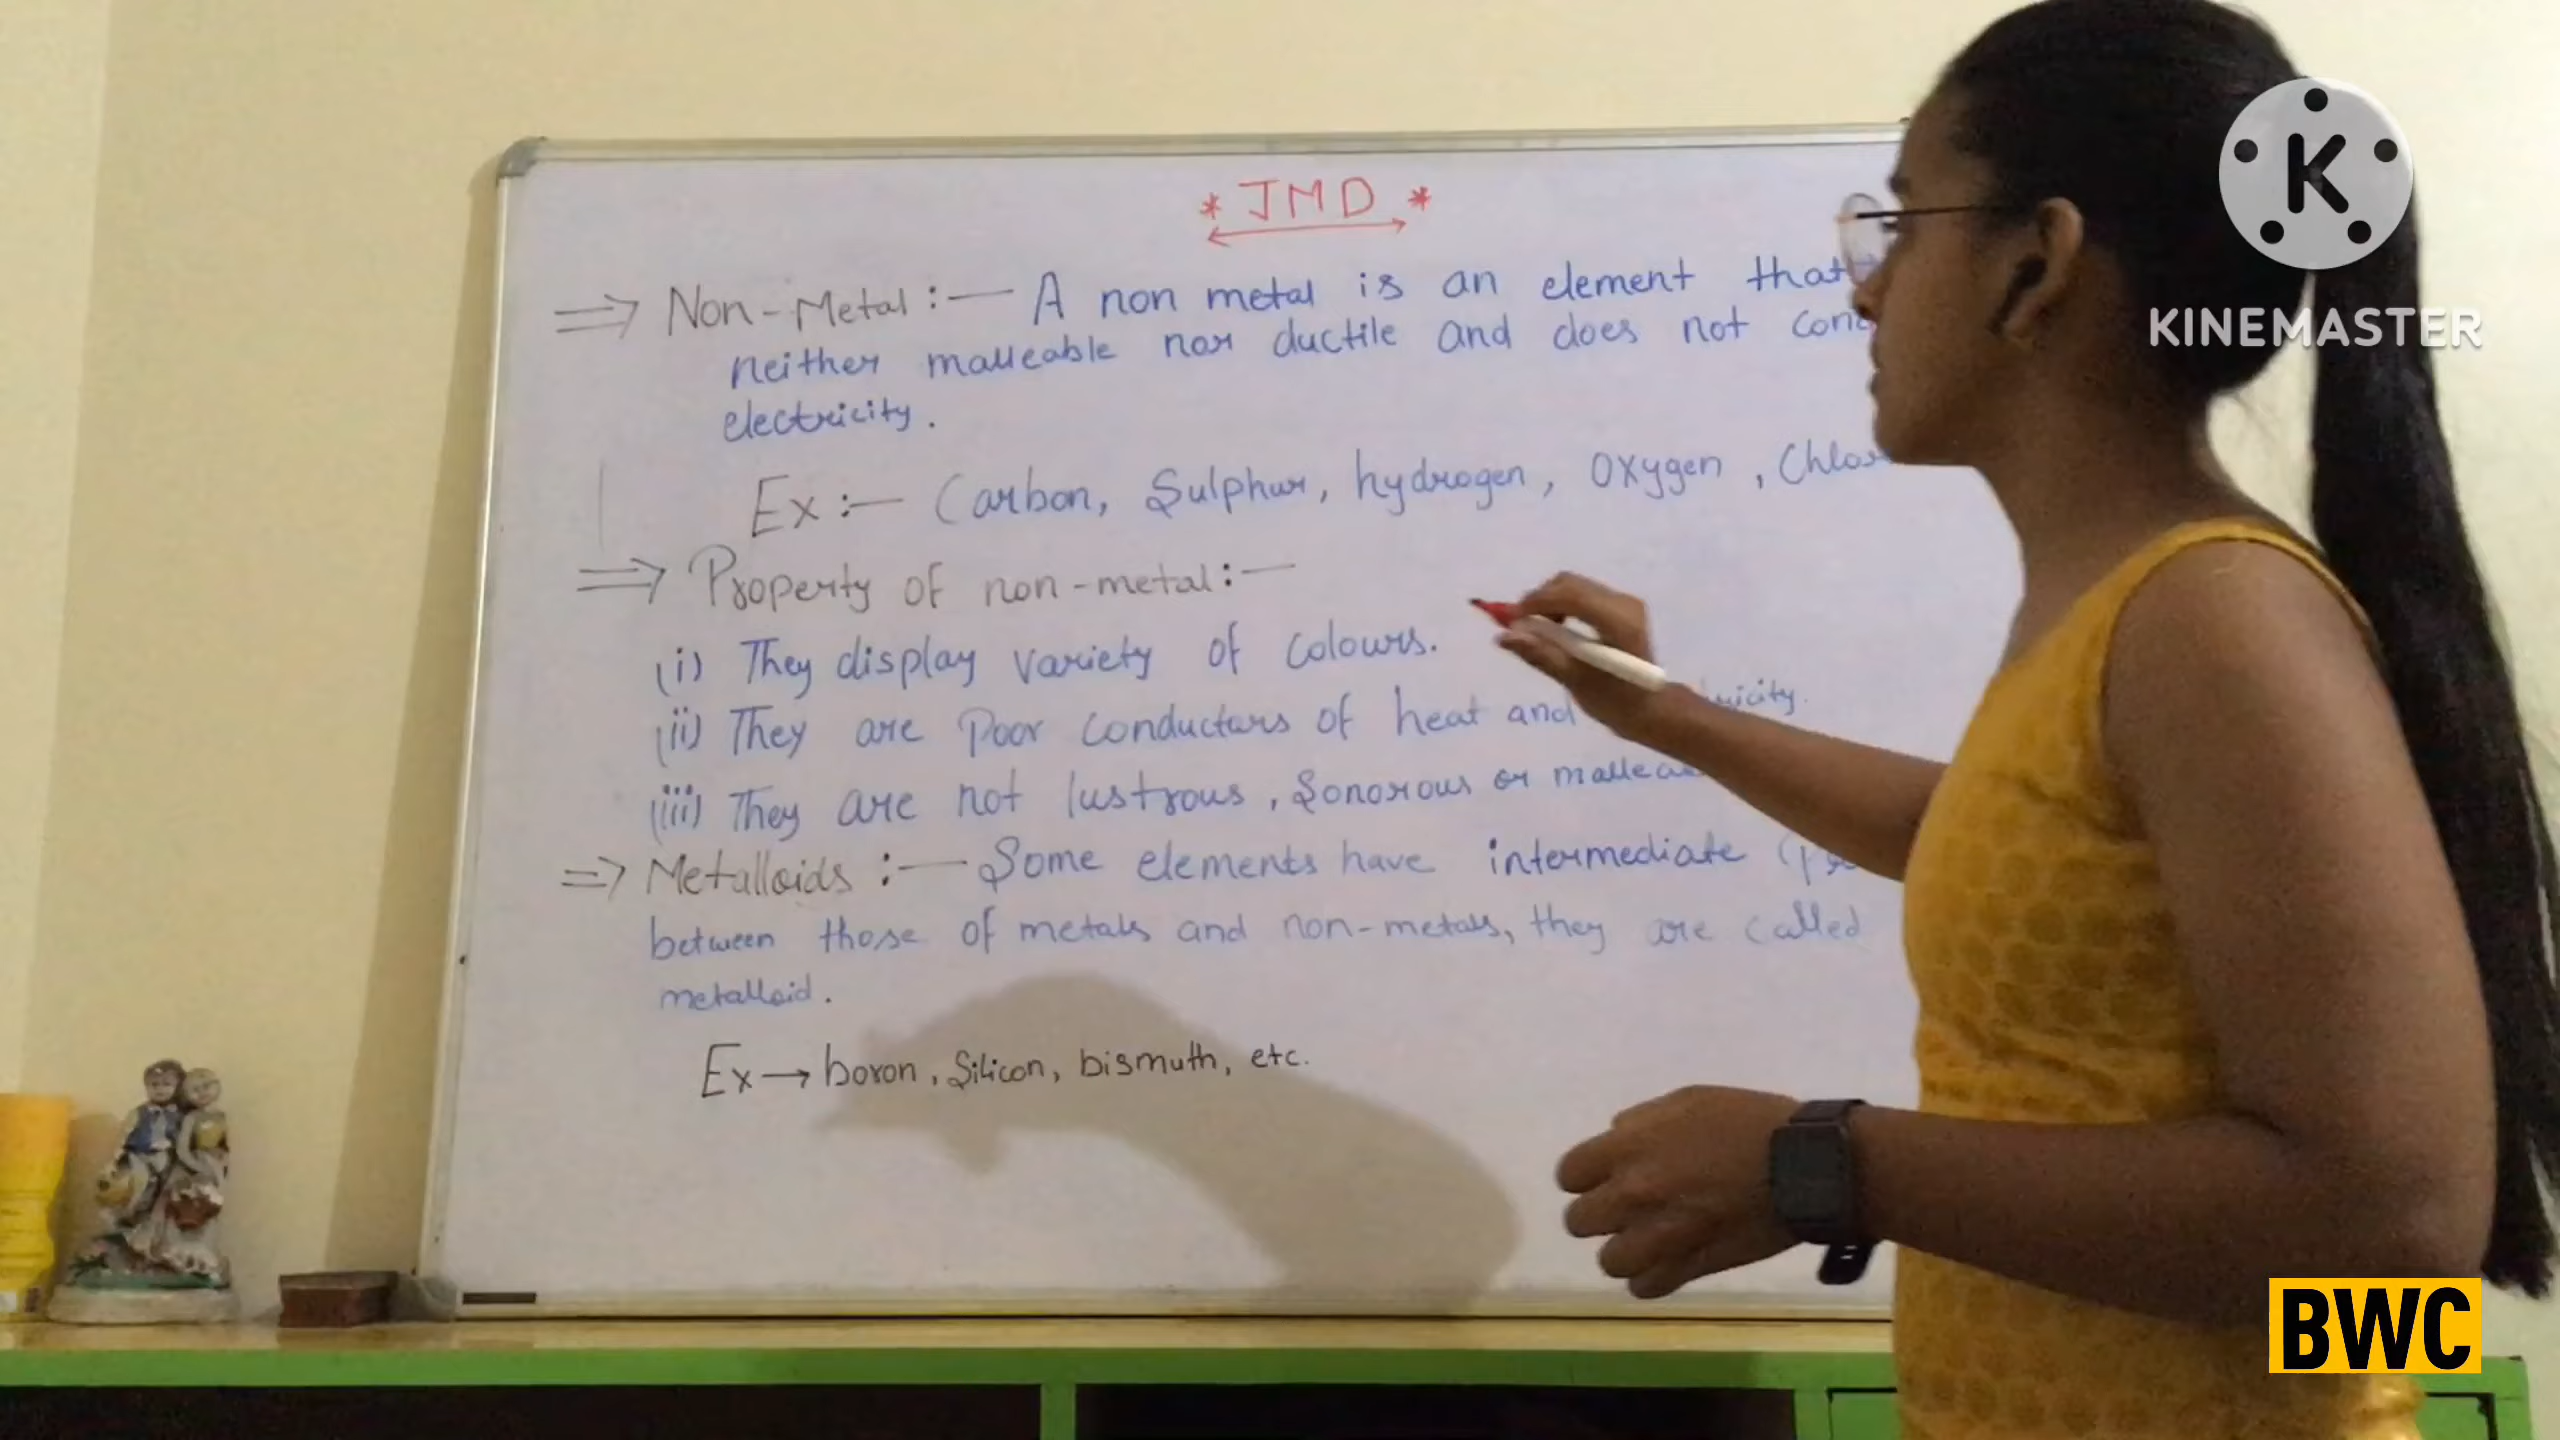 * JMD *
⇒ Non-Metal :— A non metal is an element that
neither malleable nor ductile and does not
electricity.
Ex :— Carbon, Sulphur, hydrogen, Oxygen,
⇒ Property of non-metal :—
(i) They display variety of colours.
(ii) They are Poor conductors of heat and
(iii) They are not lustrous, Sonorous or
⇒ Metalloids :— Some elements have intermediate
between those of metals and non-metals, they are called
metalloid.
Ex → boron, Silicon, bismuth, etc.
K
KINEMASTER
BWC